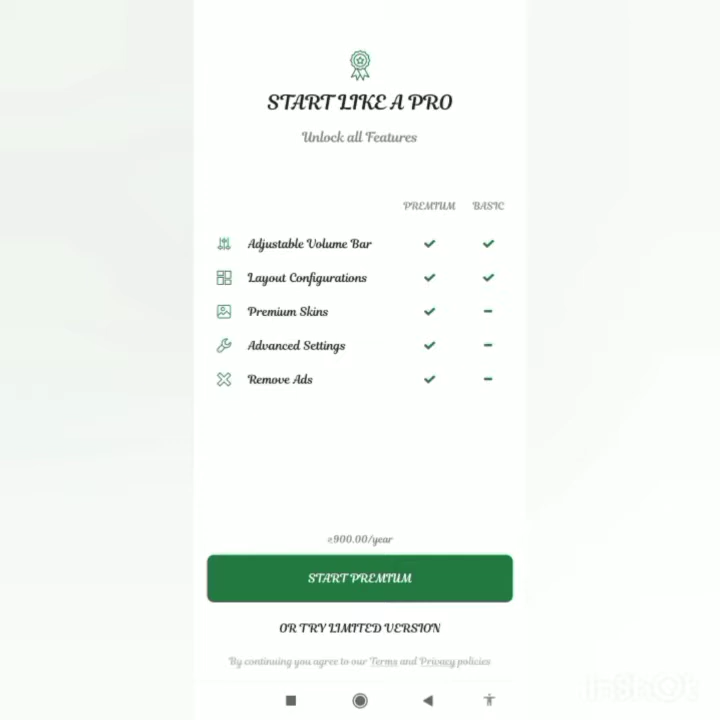 START LIKE A PRO
Unlock all Features
PREMIUM BASIC
Adjustable Volume Bar
Layout Configurations
Premium Skins
Advanced Settings
Remove Ads
₹900.00/year
START PREMIUM
OR TRY LIMITED VERSION
By continuing you agree to our Terms and Privacy policies